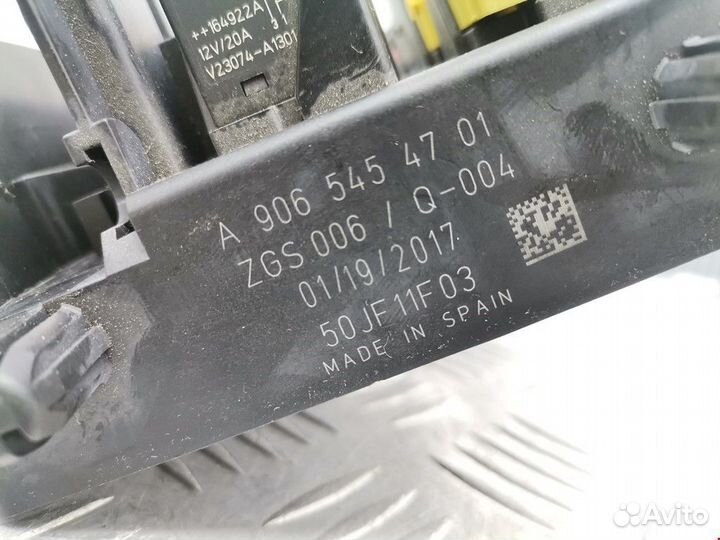 ++164922A
12V/20A
V23074-A1301
A 906 545 47 01
ZGS 006 / Q-004
01/19/2017
50JF11F03
MADE IN SPAIN
Avito